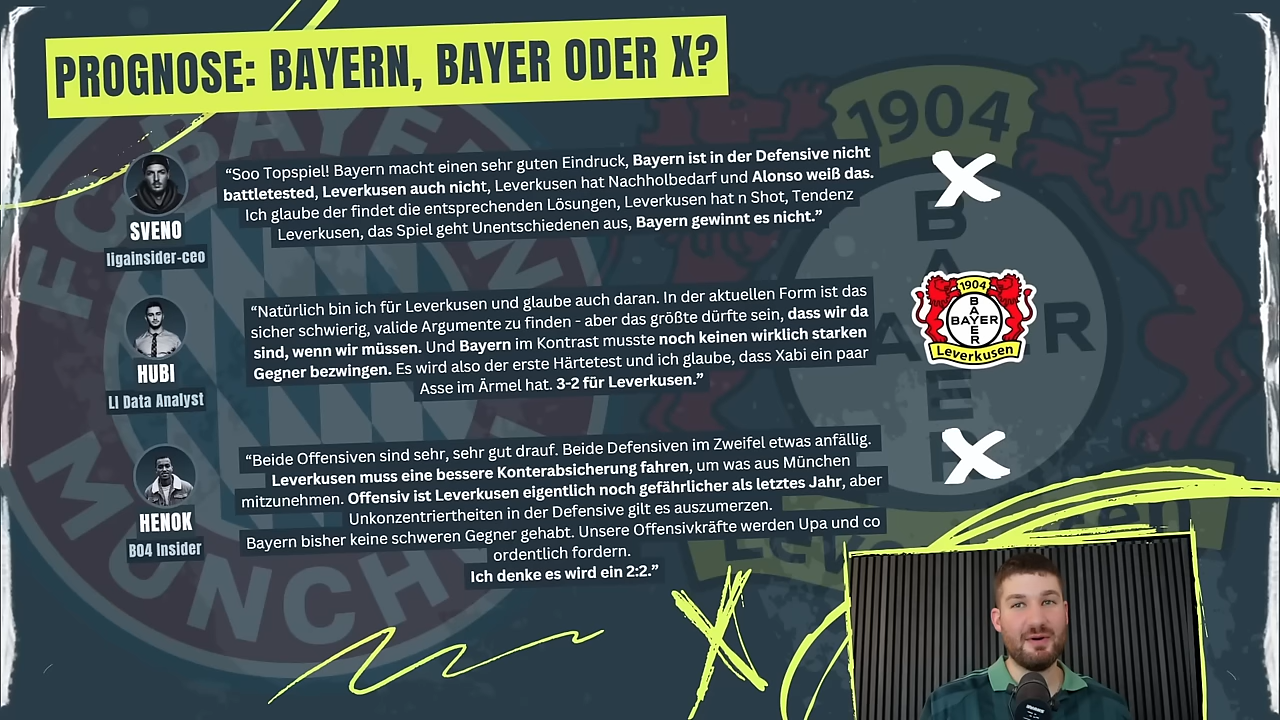 PROGNOSE: BAYERN, BAYER ODER X?
“Soo Topspiel! Bayern macht einen sehr guten Eindruck, Bayern ist in der Defensive nicht
battletested, Leverkusen auch nicht, Leverkusen hat Nachholbedarf und Alonso weiß das.
Ich glaube der findet die entsprechenden Lösungen, Leverkusen hat n Shot, Tendenz
Leverkusen, das Spiel geht Unentschiedenen aus, Bayern gewinnt es nicht.”
SVENO
ligainsider-ceo
“Natürlich bin ich für Leverkusen und glaube auch daran. In der aktuellen Form ist das
sicher schwierig, valide Argumente zu finden - aber das größte dürfte sein, dass wir da
sind, wenn wir müssen. Und Bayern im Kontrast musste noch keinen wirklich starken
Gegner bezwingen. Es wird also der erste Härtetest und ich glaube, dass Xabi ein paar
Asse im Ärmel hat. 3-2 für Leverkusen.”
HUBI
LI Data Analyst
1904
BAYER
BAYER
Leverkusen
“Beide Offensiven sind sehr, sehr gut drauf. Beide Defensiven im Zweifel etwas anfällig.
Leverkusen muss eine bessere Konterabsicherung fahren, um was aus München
mitzunehmen. Offensiv ist Leverkusen eigentlich noch gefährlicher als letztes Jahr, aber
Unkonzentriertheiten in der Defensive gilt es auszumerzen.
Bayern bisher keine schweren Gegner gehabt. Unsere Offensivkräfte werden Upa und co
ordentlich fordern.
Ich denke es wird ein 2:2.”
HENOK
B04 Insider
FC BAYERN
MÜNCHEN
1904